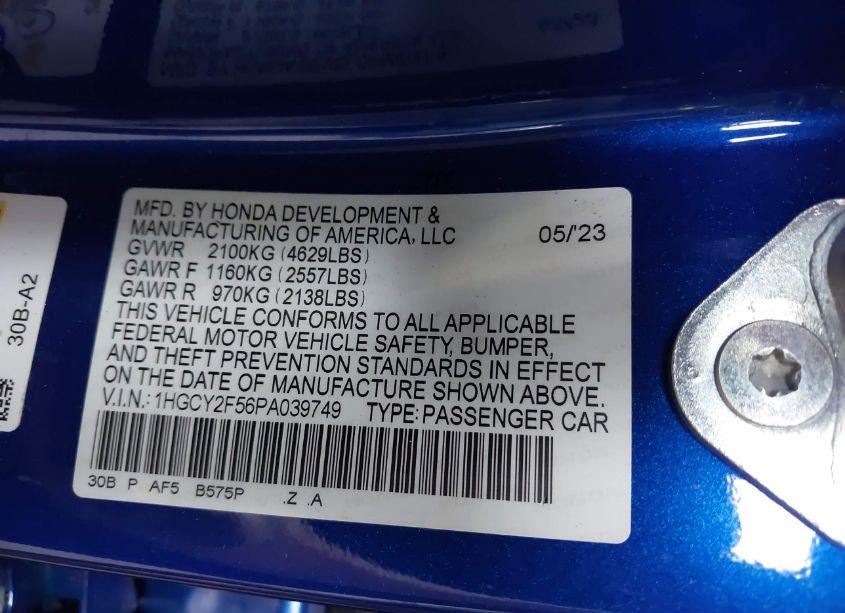 MFD. BY HONDA DEVELOPMENT &
MANUFACTURING OF AMERICA, LLC 05/'23
GVWR 2100KG (4629LBS)
GAWR F 1160KG (2557LBS)
GAWR R 970KG (2138LBS)
THIS VEHICLE CONFORMS TO ALL APPLICABLE
FEDERAL MOTOR VEHICLE SAFETY, BUMPER,
AND THEFT PREVENTION STANDARDS IN EFFECT
ON THE DATE OF MANUFACTURE SHOWN ABOVE.
V.I.N.: 1HGCY2F56PA039749 TYPE: PASSENGER CAR
30B P AF5 B575P .Z .A
30B-A2